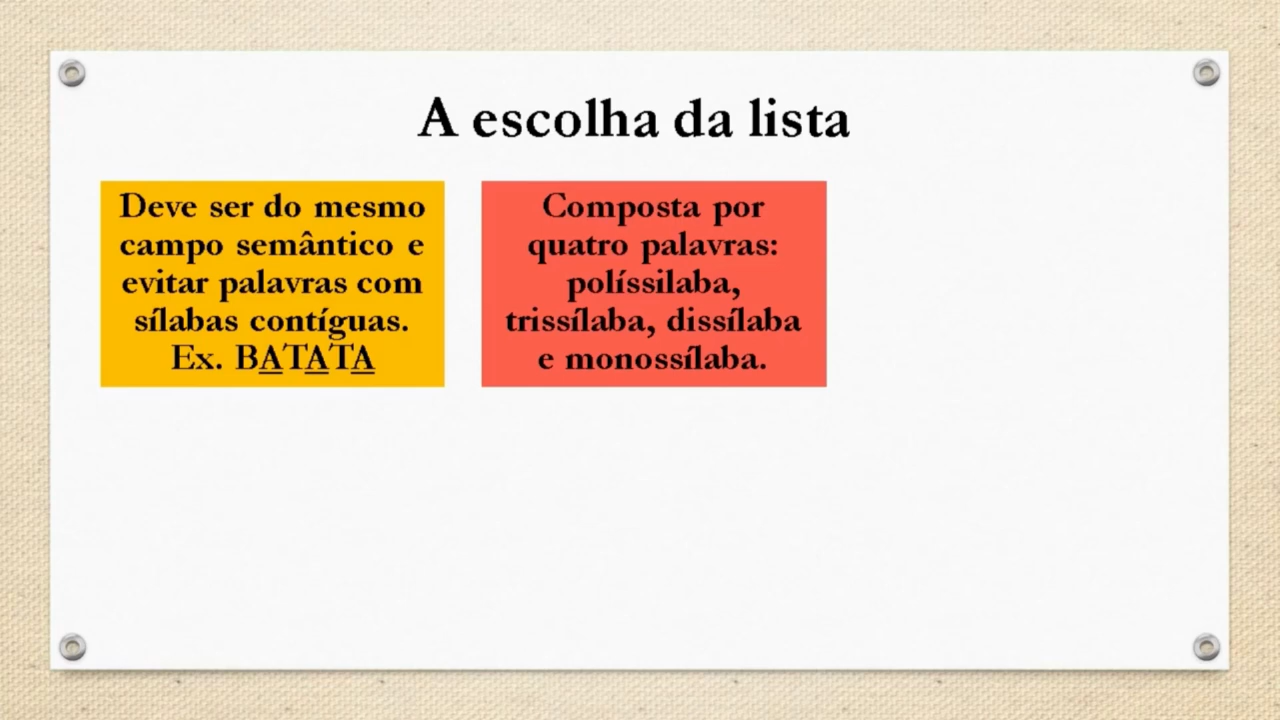 A escolha da lista
Deve ser do mesmo
campo semântico e
evitar palavras com
sílabas contíguas.
Ex. BATATA
Composta por
quatro palavras:
políssilaba,
trissílaba, dissílaba
e monossílaba.